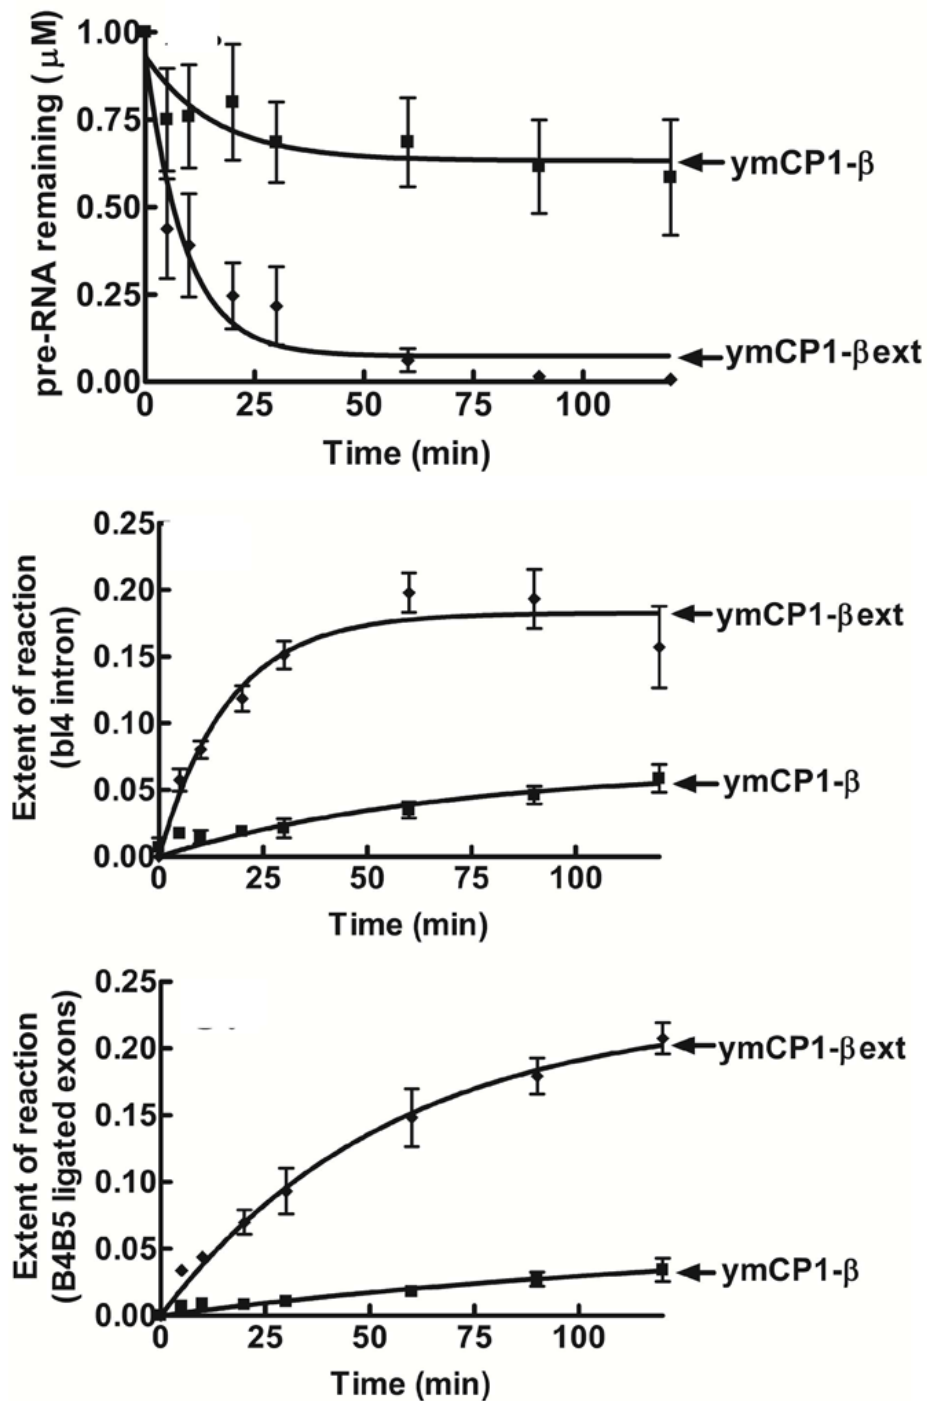 pre-RNA remaining (μM)
1.00
0.75
0.50
0.25
0.00
ymCP1-β
ymCP1-βext
0 25 50 75 100
Time (min)
Extent of reaction
(bI4 intron)
0.25
0.20
0.15
0.10
0.05
0.00
ymCP1-βext
ymCP1-β
0 25 50 75 100
Time (min)
Extent of reaction
(B4B5 ligated exons)
0.25
0.20
0.15
0.10
0.05
0.00
ymCP1-βext
ymCP1-β
0 25 50 75 100
Time (min)